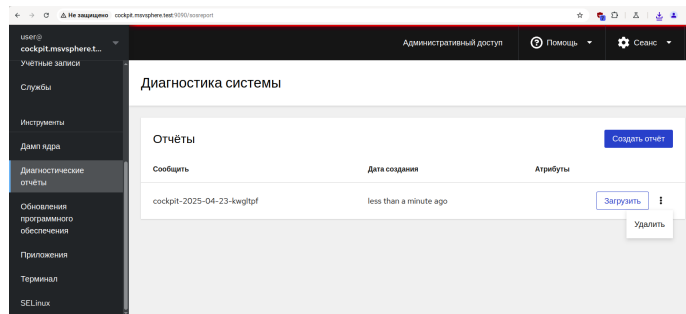 Не защищено cockpit.msvsphere.test:9090/sosreport
user@
cockpit.msvsphere.t...
Административный доступ
Помощь
Сеанс
Учётные записи
Службы
Инструменты
Дамп ядра
Диагностические
отчёты
Обновления
программного
обеспечения
Приложения
Терминал
SELinux
Диагностика системы
Отчёты
Создать отчёт
Сообщить Дата создания Атрибуты
cockpit-2025-04-23-kwgltpf less than a minute ago Загрузить
Удалить